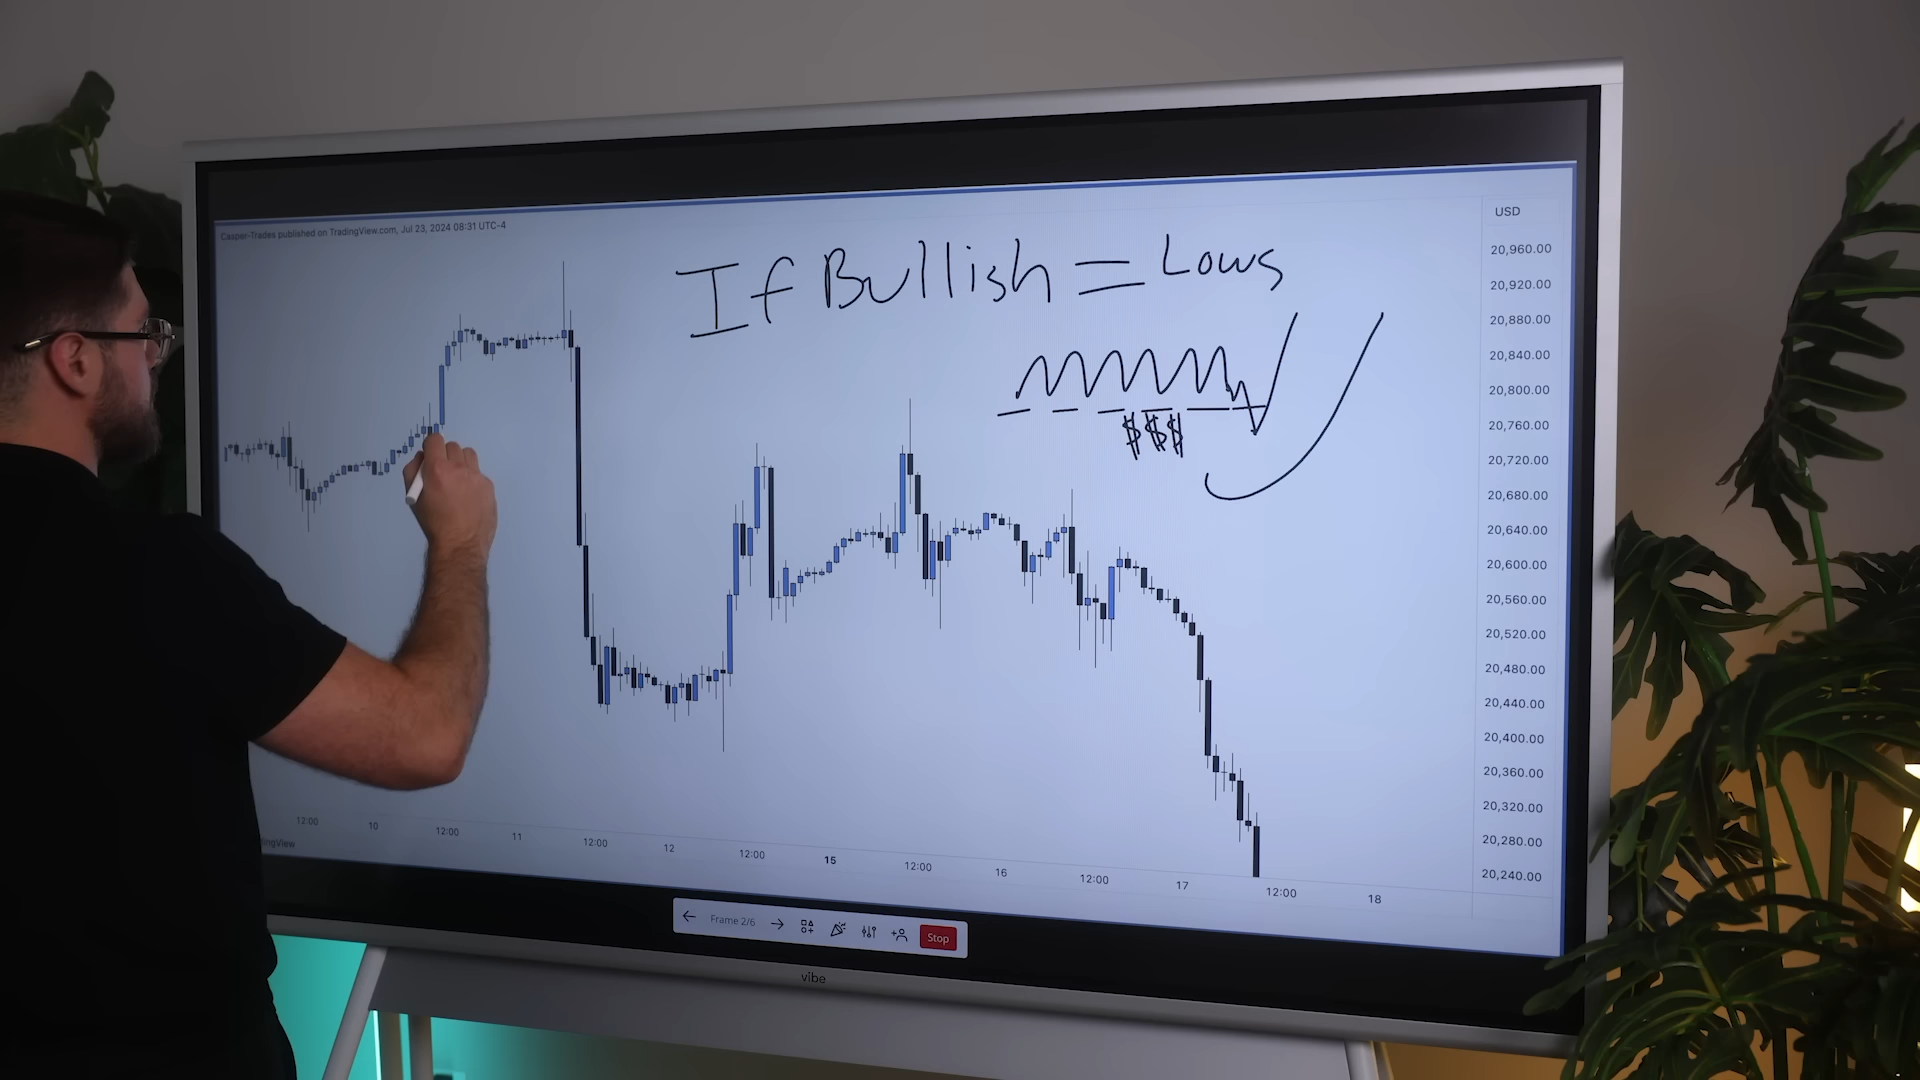 Casper-Trades published on TradingView.com, Jul 23, 2024 08:31 UTC-4
If Bullish = Lows
$$$
USD
20,960.00
20,920.00
20,880.00
20,840.00
20,800.00
20,760.00
20,720.00
20,680.00
20,640.00
20,600.00
20,560.00
20,520.00
20,480.00
20,440.00
20,400.00
20,360.00
20,320.00
20,280.00
20,240.00
12:00 10 12:00 11 12:00 12 12:00 15 12:00 16 12:00 17 12:00 18
ingView
Frame 2/6 Stop
vibe